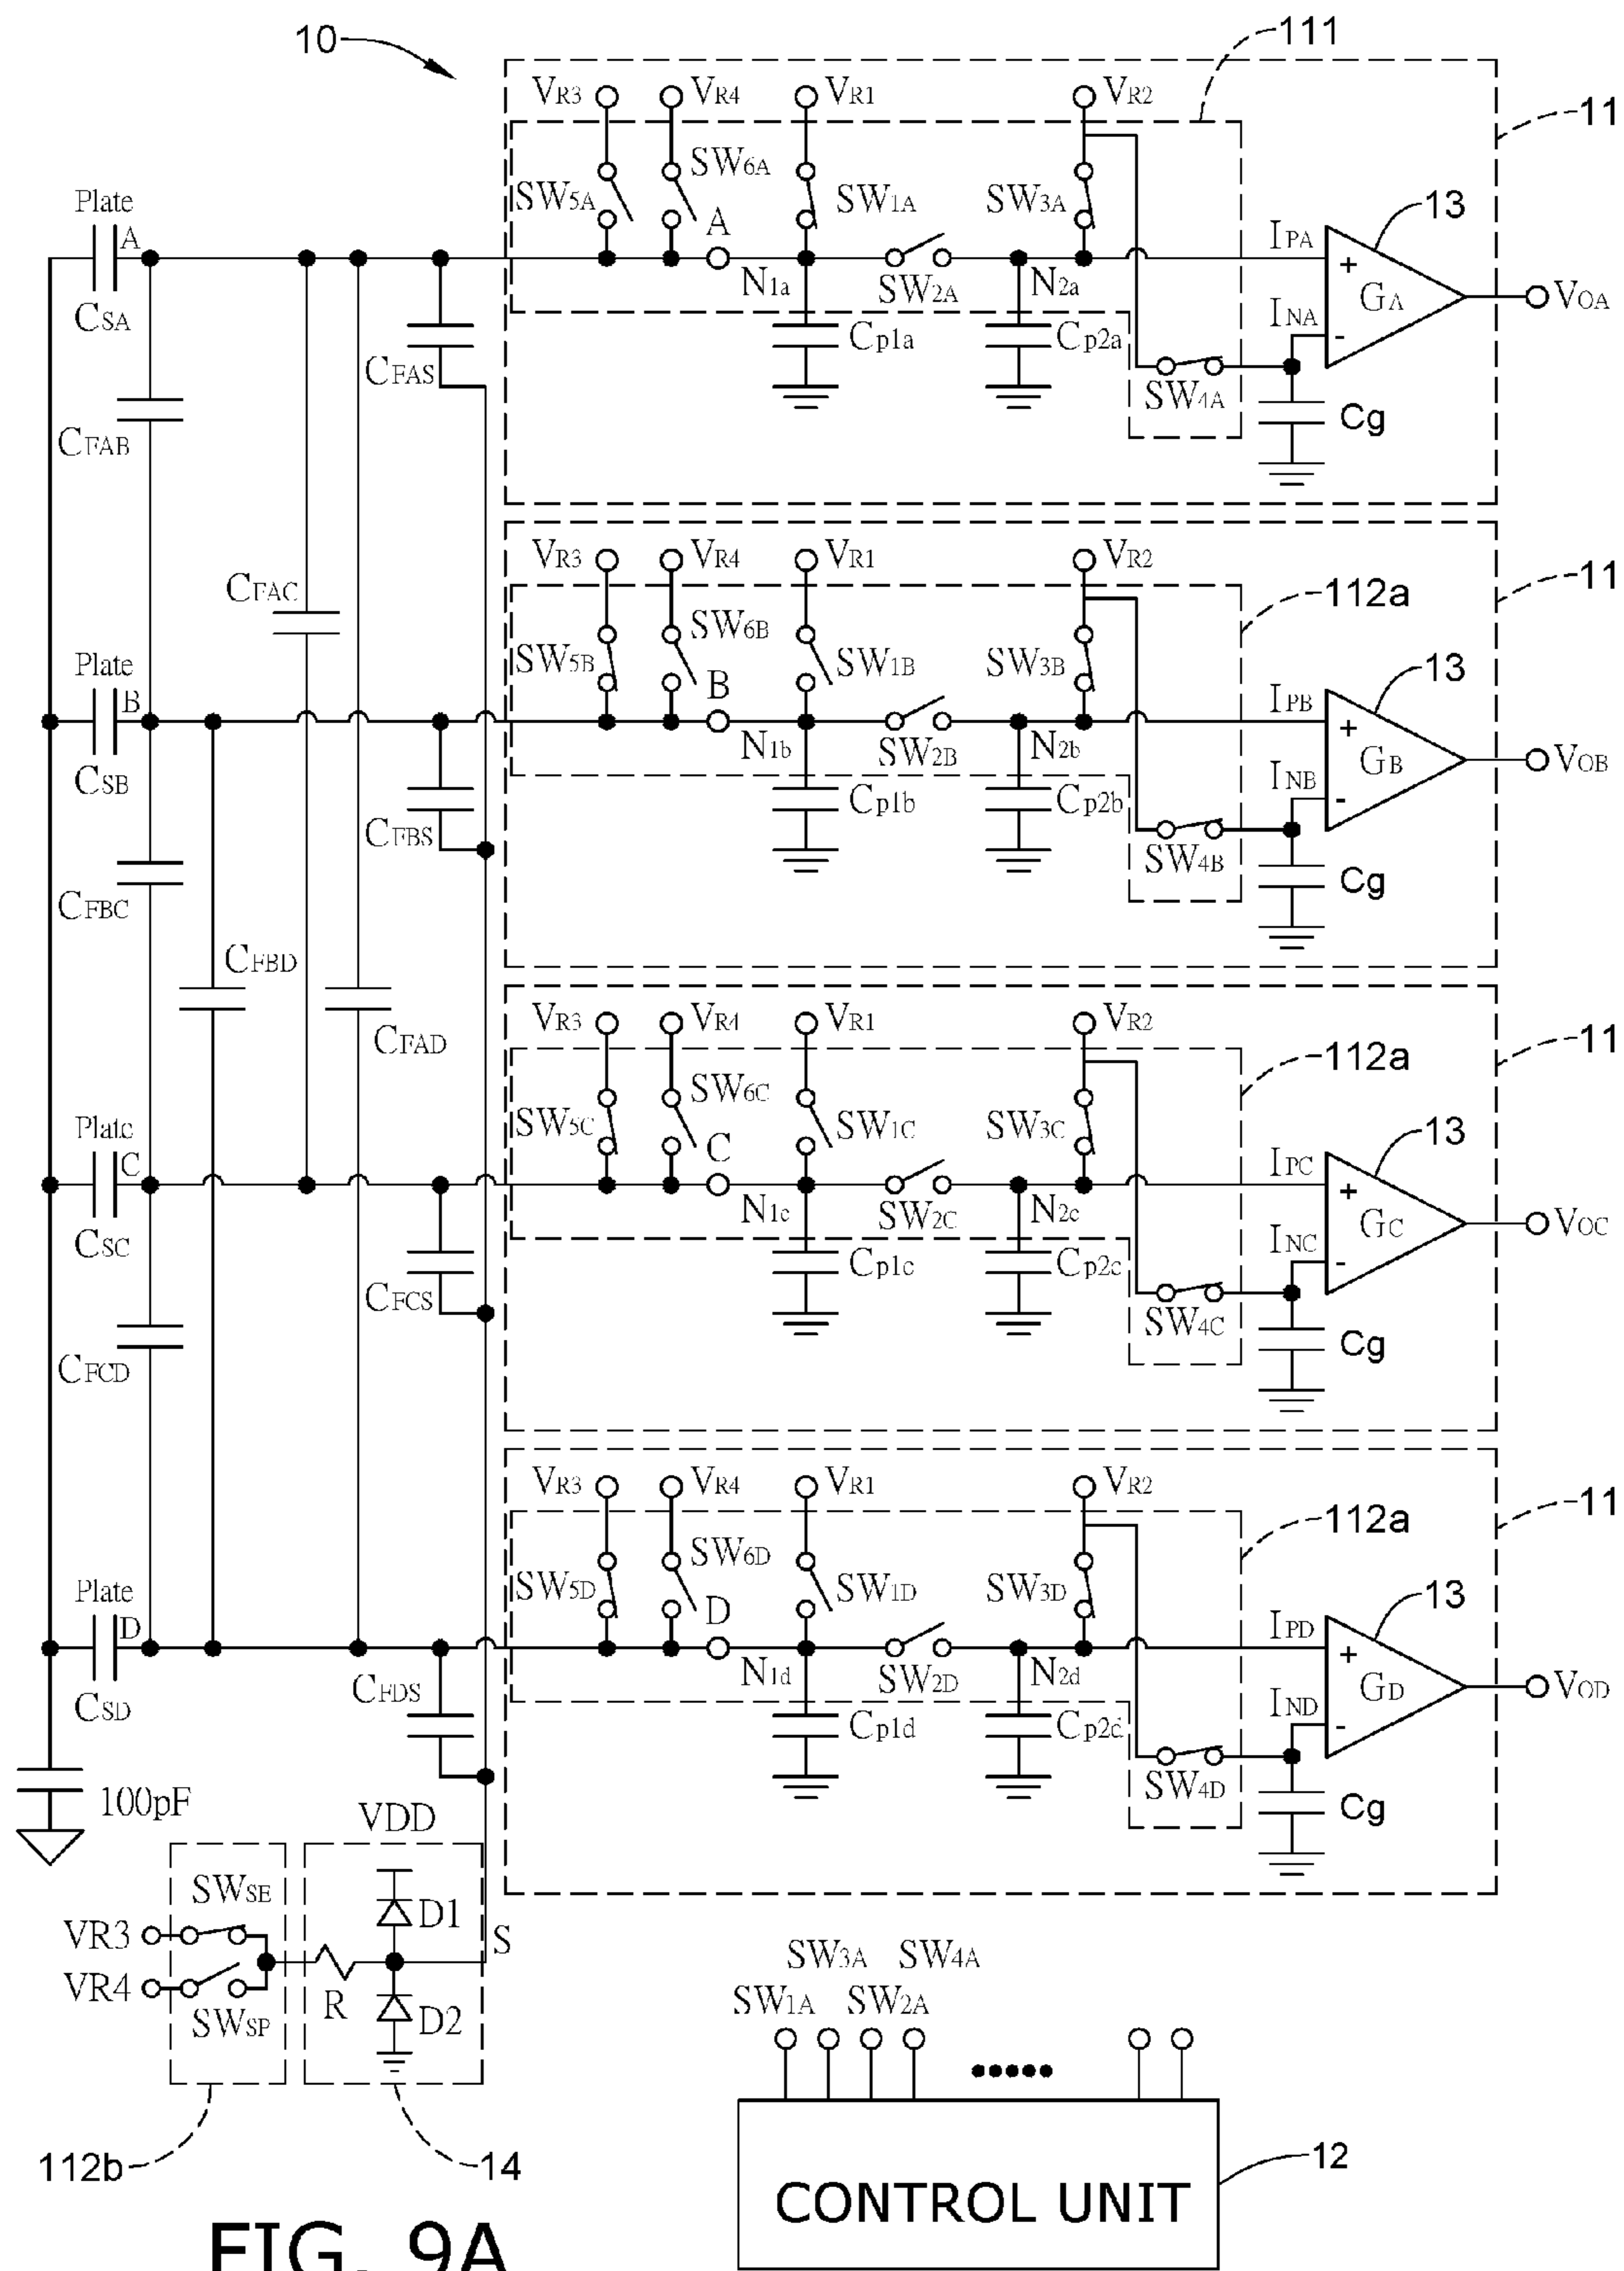 10
111
11
VR3 VR4 VR1 VR2
SW5A SW6A SW1A SW3A
13
Plate
A
A
IPA
+
GA
VOA
CSA
N1a SW2A N2a
INA
-
CFAS
Cp1a Cp2a
SW4A
Cg
CFAB
VR3 VR4 VR1 VR2
11
112a
CFAC
SW5B SW6B SW1B SW3B
13
Plate
B
B
IPB
+
GB
VOB
CSB
N1b SW2B N2b
INB
-
CFBS
Cp1b Cp2b
SW4B
Cg
CFBC
CFBD
VR3 VR4 VR1 VR2
11
CFAD
112a
SW5C SW6C SW1C SW3C
13
Plate
C
C
IPC
+
GC
VOC
CSC
N1c SW2C N2c
INC
-
CFCS
Cp1c Cp2c
SW4C
Cg
CFCD
VR3 VR4 VR1 VR2
11
112a
SW5D SW6D SW1D SW3D
13
Plate
D
D
IPD
+
GD
VOD
CSD
CFDS
N1d SW2D N2d
IND
-
Cp1d Cp2d
SW4D
Cg
100pF
VDD
SWSE
D1
VR3
S
VR4
SWSP
R
D2
SW3A SW4A
SW1A SW2A
112b
14
12
CONTROL UNIT
FIG. 9A